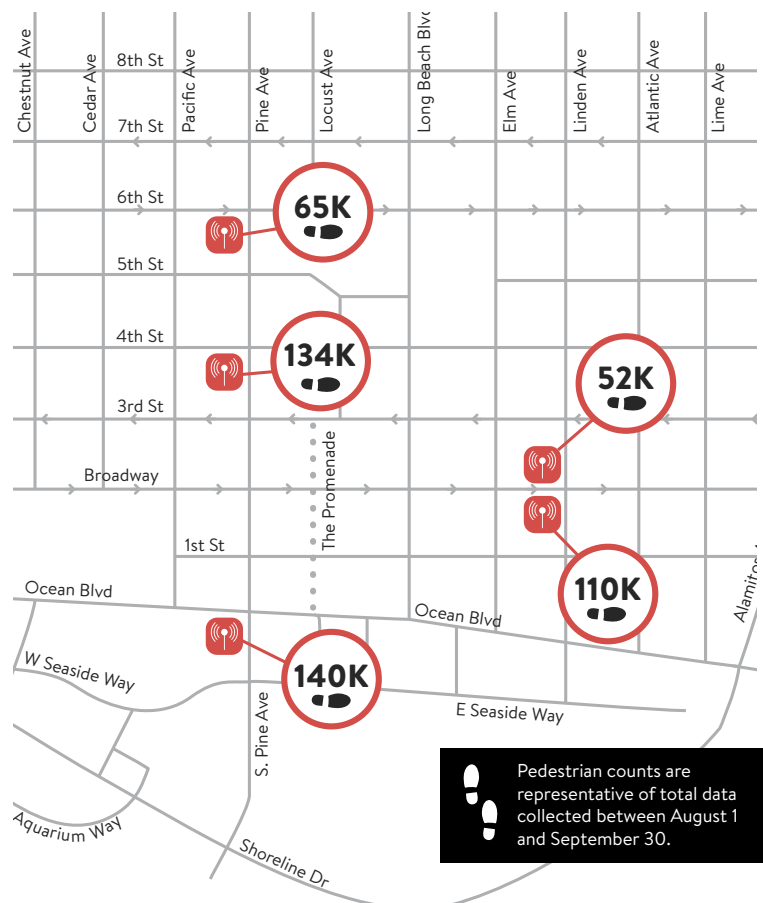 Chestnut Ave
Cedar Ave
Pacific Ave
Pine Ave
Locust Ave
Long Beach Blvd
Elm Ave
Linden Ave
Atlantic Ave
Lime Ave
8th St
7th St
6th St
65K
5th St
4th St
134K
52K
3rd St
The Promenade
Broadway
1st St
110K
Ocean Blvd
Ocean Blvd
W Seaside Way
140K
S. Pine Ave
E Seaside Way
Aquarium Way
Shoreline Dr
Pedestrian counts are
representative of total data
collected between August 1
and September 30.